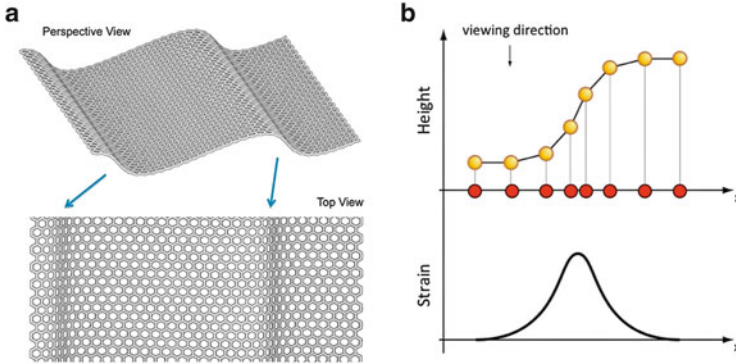 a
Perspective View
Top View
b
viewing direction
Height
x
Strain
x